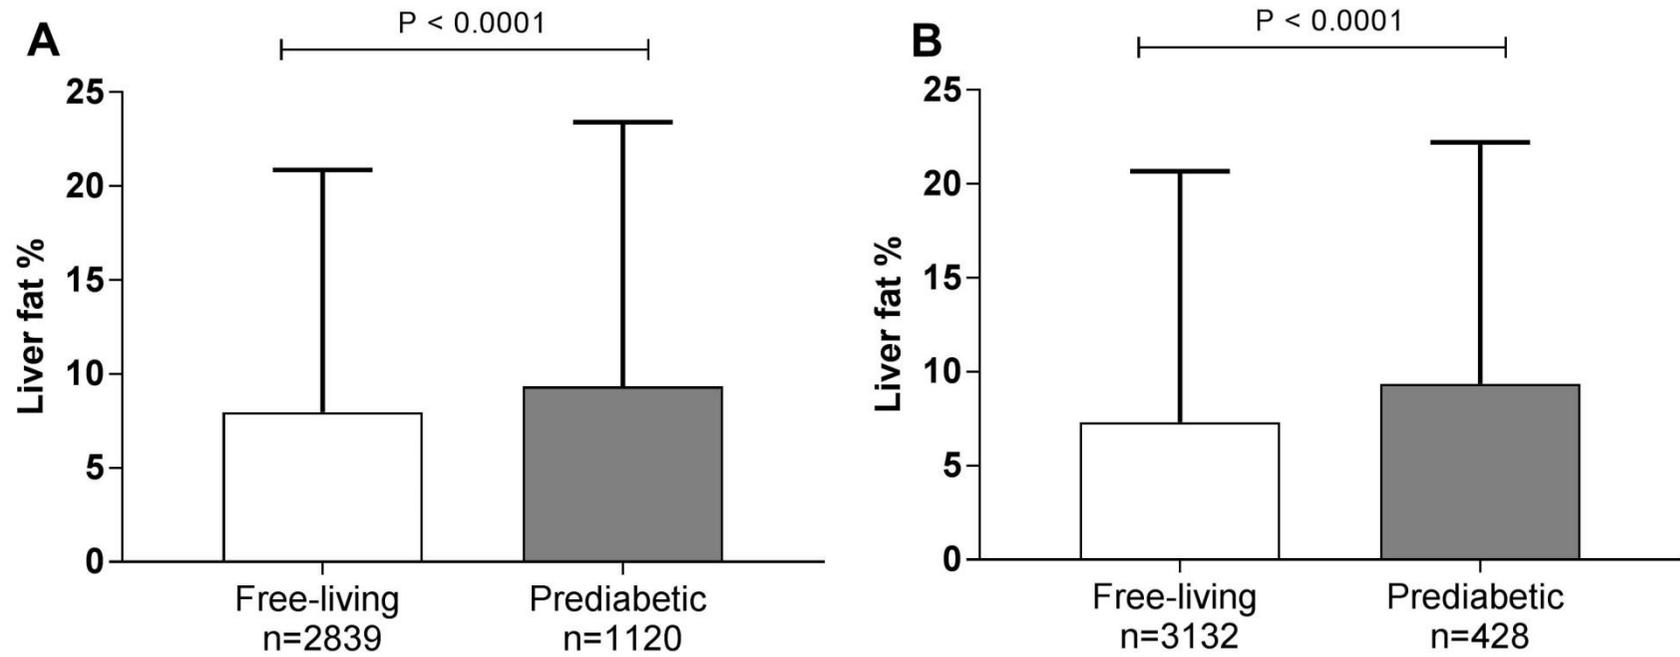 A
P < 0.0001
25
20
15
10
5
0
Liver fat %
Free-living
n=2839
Prediabetic
n=1120
B
P < 0.0001
25
20
15
10
5
0
Liver fat %
Free-living
n=3132
Prediabetic
n=428